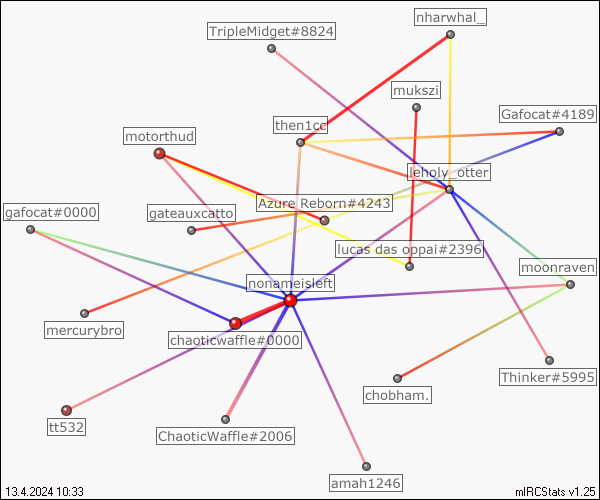 nharwhal_
TripleMidget#8824
mukszi
Gafocat#4189
then1cc
motorthud
leholy_otter
Azure Reborn#4243
gafocat#0000
gateauxcatto
lucas das oppai#2396
moonraven
nonameisleft
mercurybro
chaoticwaffle#0000
Thinker#5995
chobham.
tt532
ChaoticWaffle#2006
amah1246
13.4.2024 10:33
mIRCStats v1.25